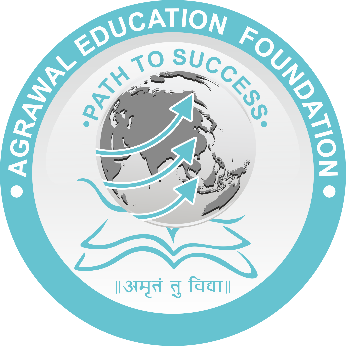 AGRAWAL EDUCATION FOUNDATION
•PATH TO SUCCESS•
॥अमृतं तु विद्या॥